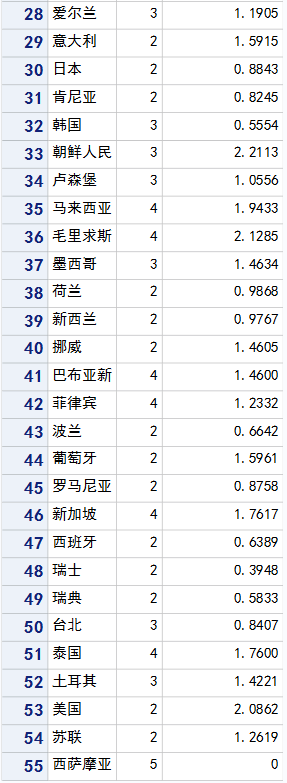 28 爱尔兰 3 1.1905
29 意大利 2 1.5915
30 日本 2 0.8843
31 肯尼亚 2 0.8245
32 韩国 3 0.5554
33 朝鲜人民 3 2.2113
34 卢森堡 3 1.0556
35 马来西亚 4 1.9433
36 毛里求斯 4 2.1285
37 墨西哥 3 1.4634
38 荷兰 2 0.9868
39 新西兰 2 0.9767
40 挪威 2 1.4605
41 巴布亚新 4 1.4600
42 菲律宾 4 1.2332
43 波兰 2 0.6642
44 葡萄牙 2 1.5961
45 罗马尼亚 2 0.8758
46 新加坡 4 1.7617
47 西班牙 2 0.6389
48 瑞士 2 0.3948
49 瑞典 2 0.5833
50 台北 3 0.8407
51 泰国 4 1.7600
52 土耳其 3 1.4221
53 美国 2 2.0862
54 苏联 2 1.2619
55 西萨摩亚 5 0